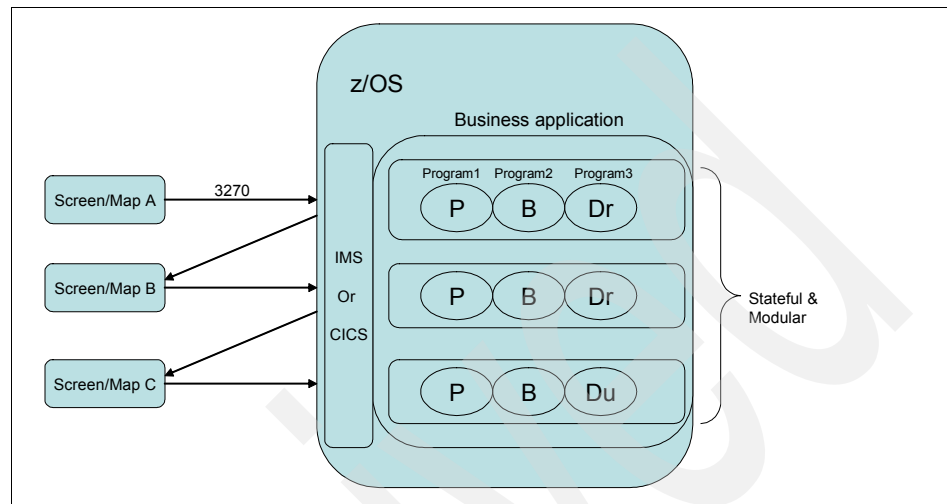 z/OS
Business application
Program1 Program2 Program3
P B Dr
Screen/Map A
3270
IMS
Or
CICS
Screen/Map B
P B Dr
Stateful &
Modular
Screen/Map C
P B Du